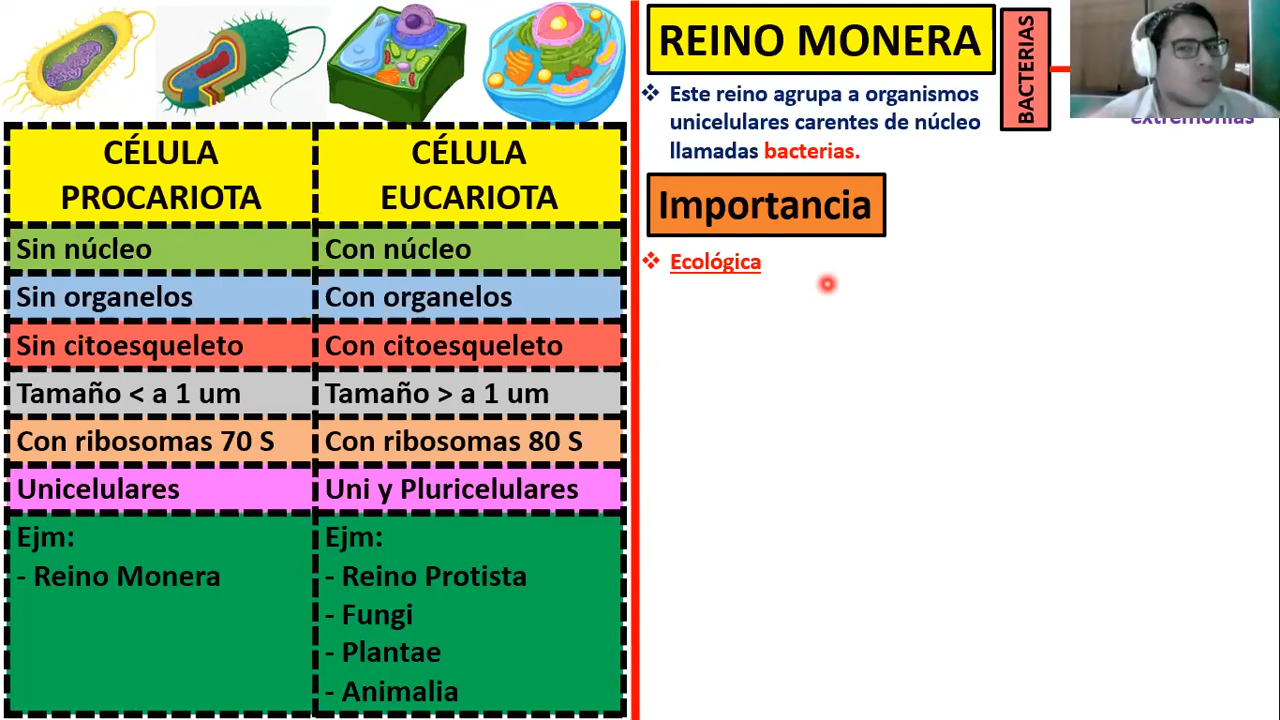 CÉLULA
PROCARIOTA
CÉLULA
EUCARIOTA
Sin núcleo
Con núcleo
Sin organelos
Con organelos
Sin citoesqueleto
Con citoesqueleto
Tamaño < a 1 um
Tamaño > a 1 um
Con ribosomas 70 S
Con ribosomas 80 S
Unicelulares
Uni y Pluricelulares
Ejm:
- Reino Monera
Ejm:
- Reino Protista
- Fungi
- Plantae
- Animalia
REINO MONERA
BACTERIAS
❖ Este reino agrupa a organismos
unicelulares carentes de núcleo
llamadas bacterias.
Importancia
❖ Ecológica